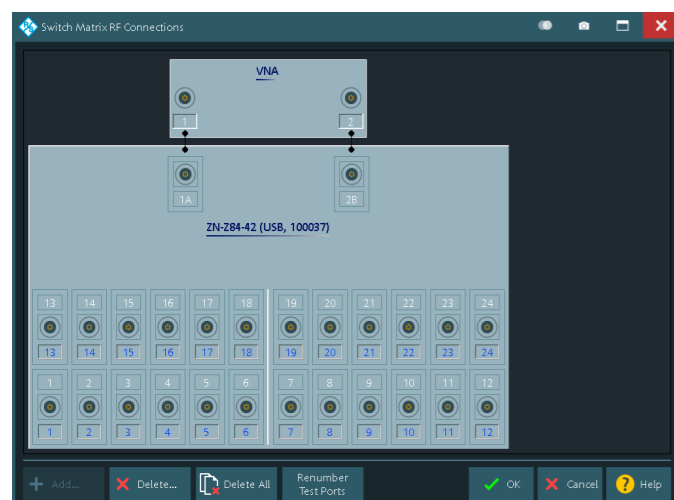 Switch Matrix RF Connections
VNA
1 2
1A 2B
ZN-Z84-42 (USB, 100037)
13 14 15 16 17 18 19 20 21 22 23 24
13 14 15 16 17 18 19 20 21 22 23 24
1 2 3 4 5 6 7 8 9 10 11 12
1 2 3 4 5 6 7 8 9 10 11 12
Add... Delete... Delete All Renumber Test Ports OK Cancel Help